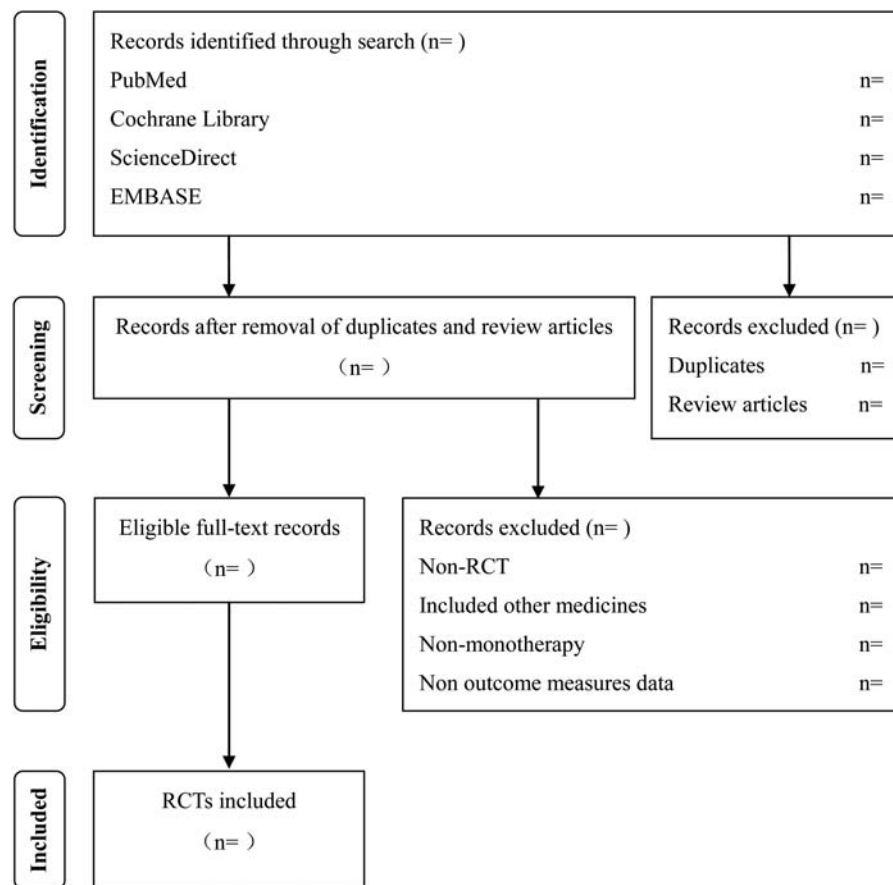 Identification
Records identified through search (n= )
PubMed n=
Cochrane Library n=
ScienceDirect n=
EMBASE n=
Screening
Records after removal of duplicates and review articles
（n= ）
Records excluded (n= )
Duplicates n=
Review articles n=
Eligibility
Eligible full-text records
（n= ）
Records excluded (n= )
Non-RCT n=
Included other medicines n=
Non-monotherapy n=
Non outcome measures data n=
Included
RCTs included
（n= ）